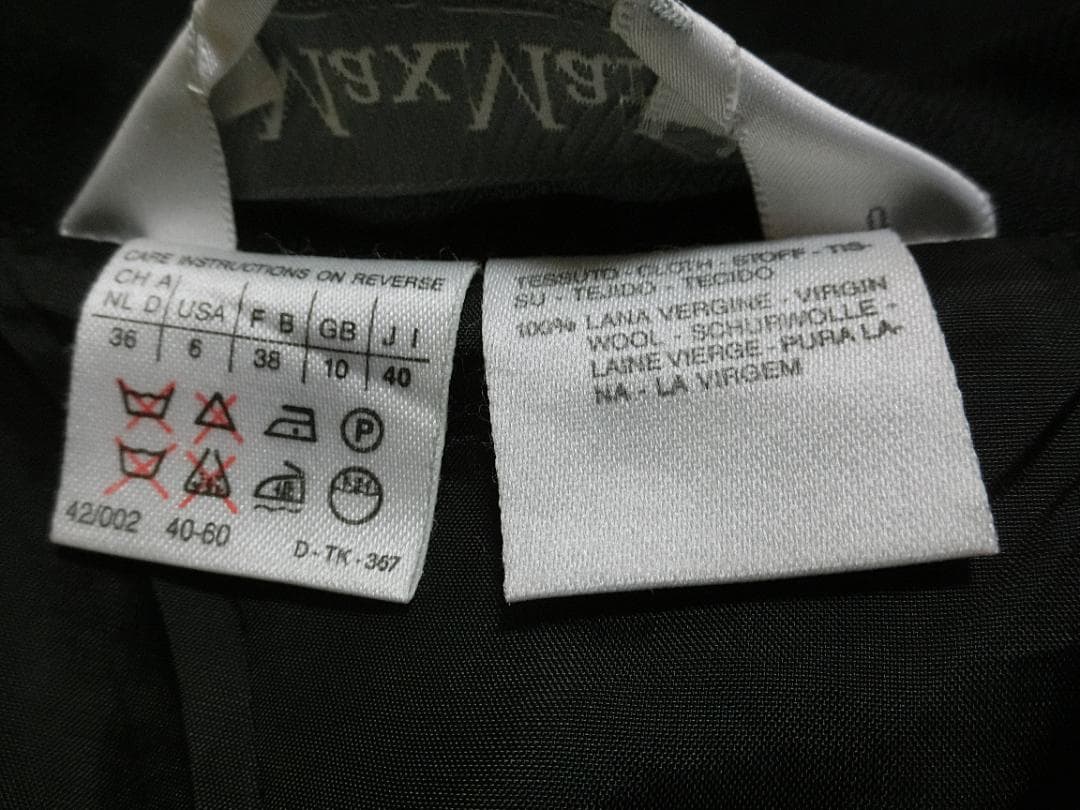 MaxMar
CARE INSTRUCTIONS ON REVERSE
CH A
NL D USA F B GB J I
36 6 38 10 40
P
42/002 40-60
D-TK-367
0
TESSUTO - CLOTH - STOFF - TIS-
SU - TEJIDO - TECIDO
100% LANA VERGINE - VIRGIN
WOOL - SCHURWOLLE -
LAINE VIERGE - PURA LA-
NA - LA VIRGEM